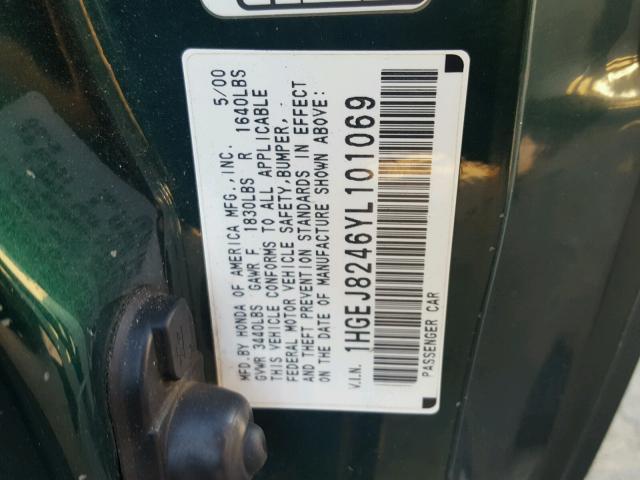 MFD.BY HONDA OF AMERICA MFG.,INC. 5/00
GVWR 3440LBS GAWR F 1830LBS R 1640LBS
THIS VEHICLE CONFORMS TO ALL APPLICABLE
FEDERAL MOTOR VEHICLE SAFETY,BUMPER,
AND THEFT PREVENTION STANDARDS IN EFFECT
ON THE DATE OF MANUFACTURE SHOWN ABOVE:
V.I.N. 1HGEJ8246YL101069
PASSENGER CAR